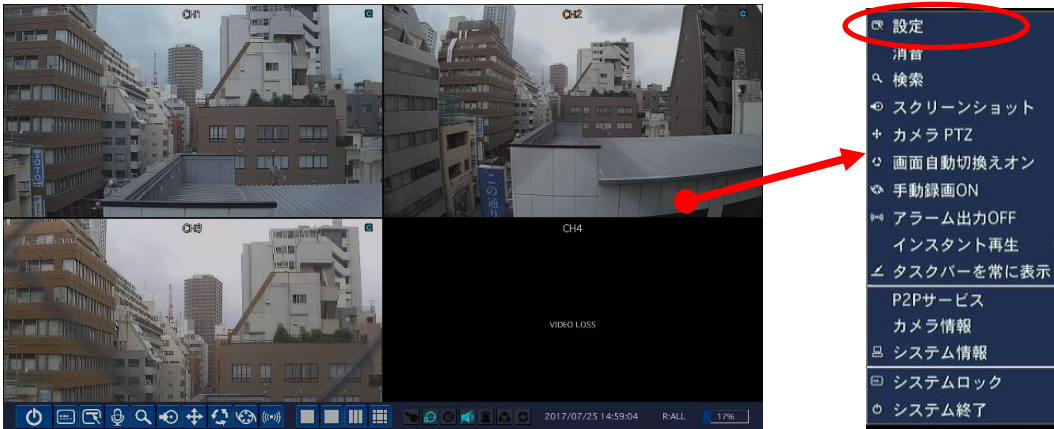 CH1
C
CH2
C
TOTO
この通り
CH3
C
CH4
VIDEO LOSS
2017/07/25 14:59:04 R:ALL 17%
設定
消音
検索
スクリーンショット
カメラ PTZ
画面自動切換えオン
手動録画ON
アラーム出力OFF
インスタント再生
タスクバーを常に表示
P2Pサービス
カメラ情報
システム情報
システムロック
システム終了